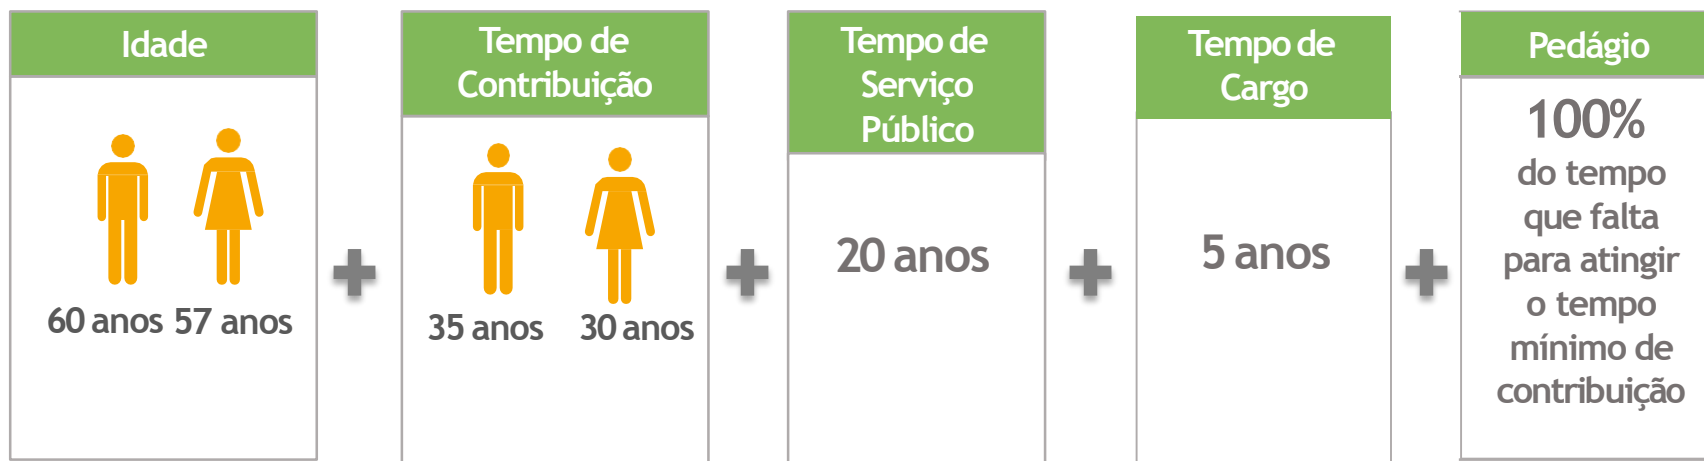 Idade
60 anos 57 anos
Tempo de
Contribuição
35 anos 30 anos
Tempo de
Serviço
Público
20 anos
Tempo de
Cargo
5 anos
Pedágio
100%
do tempo
que falta
para atingir
o tempo
mínimo de
contribuição